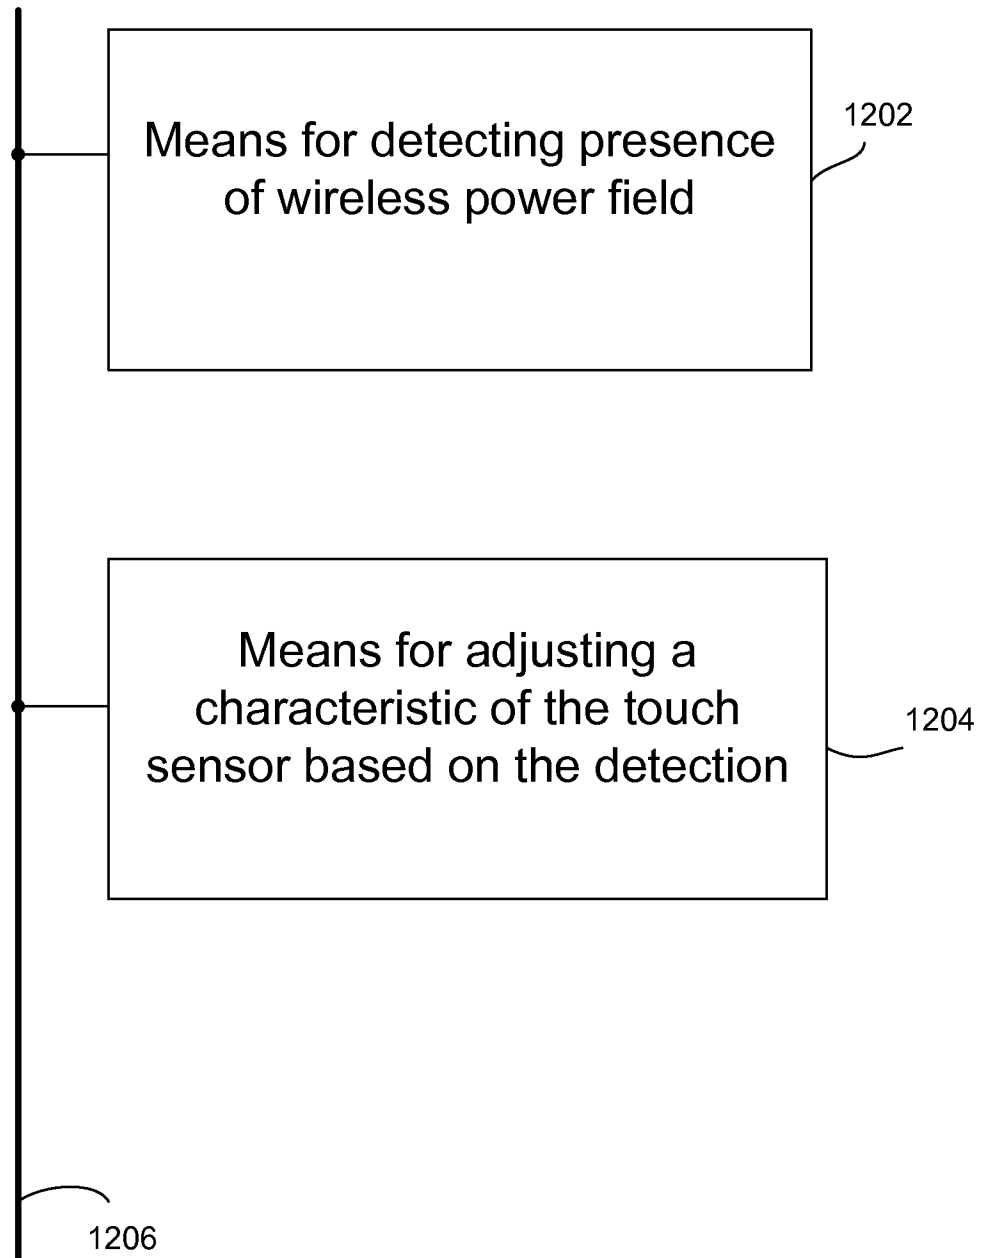 1202
Means for detecting presence
of wireless power field
Means for adjusting a
characteristic of the touch
sensor based on the detection
1204
1206